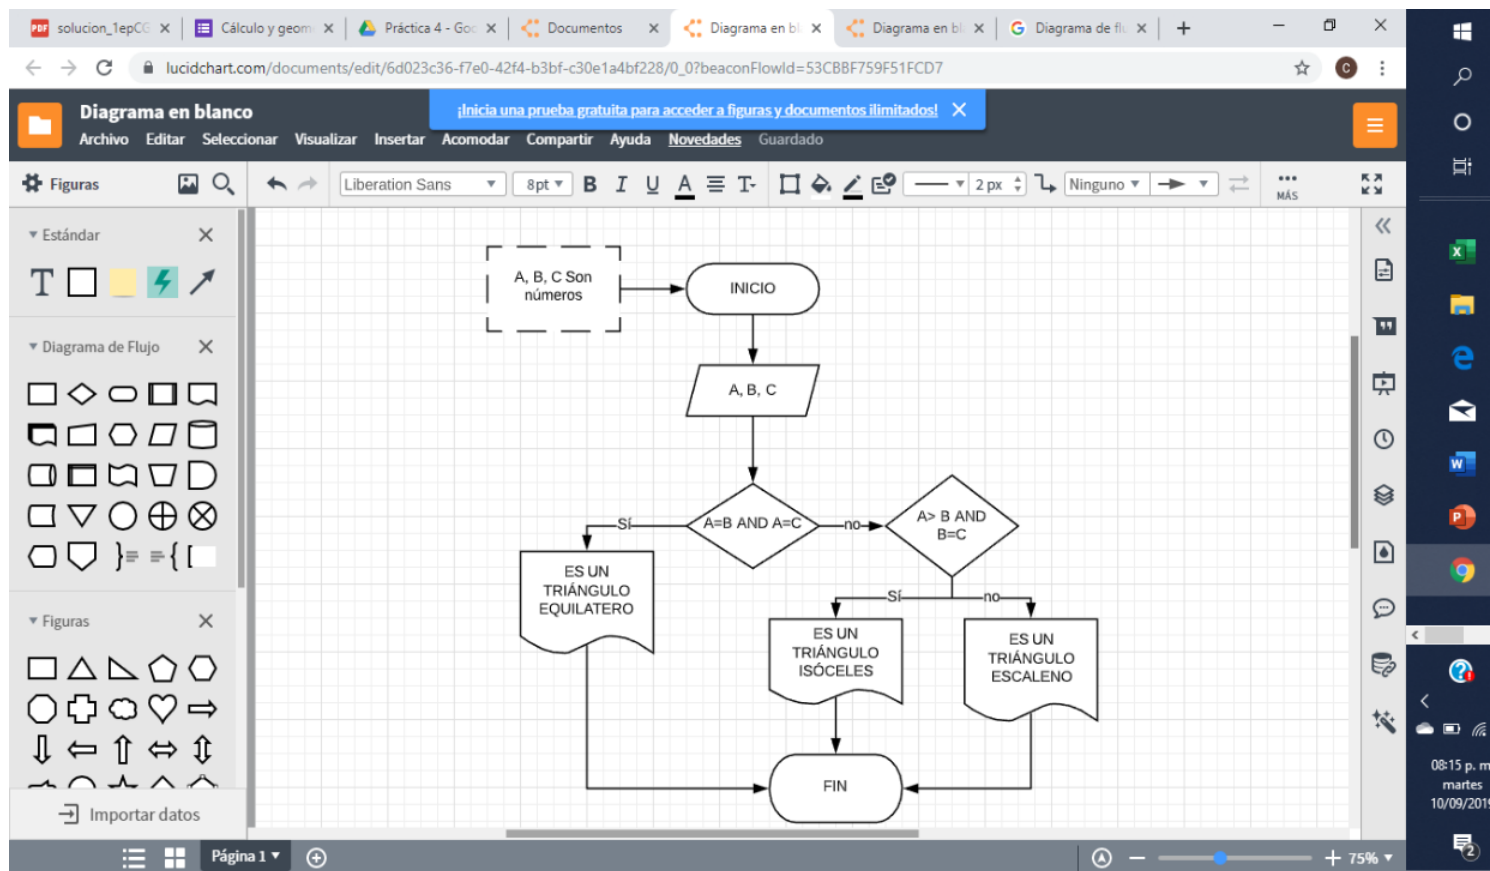 solucion_1epCG
Cálculo y geom
Práctica 4 - Goo
Documentos
Diagrama en bl
Diagrama en bl
Diagrama de flu
lucidchart.com/documents/edit/6d023c36-f7e0-42f4-b3bf-c30e1a4bf228/0_0?beaconFlowId=53CBBF759F51FCD7
C
Diagrama en blanco
¡Inicia una prueba gratuita para acceder a figuras y documentos ilimitados!
Archivo Editar Seleccionar Visualizar Insertar Acomodar Compartir Ayuda Novedades Guardado
Figuras
Liberation Sans
8pt
B I U A T
2 px
Ninguno
MÁS
Estándar
T
Diagrama de Flujo
Figuras
Importar datos
A, B, C Son
números
INICIO
A, B, C
A=B AND A=C
Sí
no
A> B AND
B=C
ES UN
TRIÁNGULO
EQUILATERO
Sí
no
ES UN
TRIÁNGULO
ISÓCELES
ES UN
TRIÁNGULO
ESCALENO
FIN
Página 1
75%
08:15 p. m
martes
10/09/2019
2